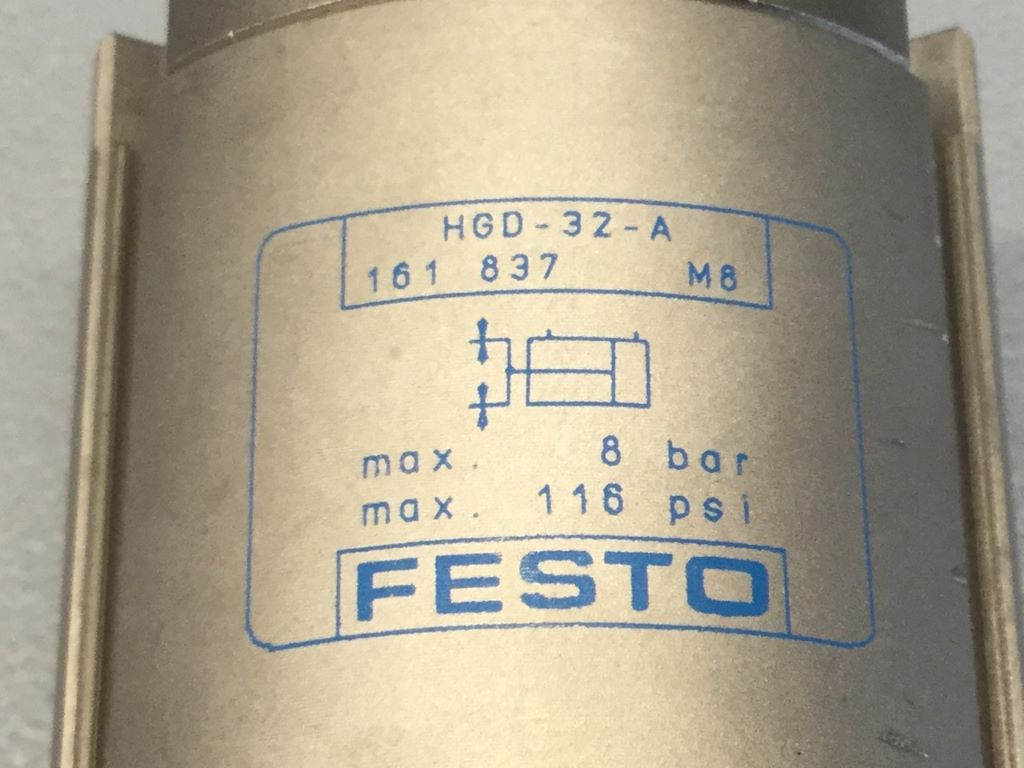 HGD-32-A
161 837 M8
max. 8 bar
max. 116 psi
FESTO